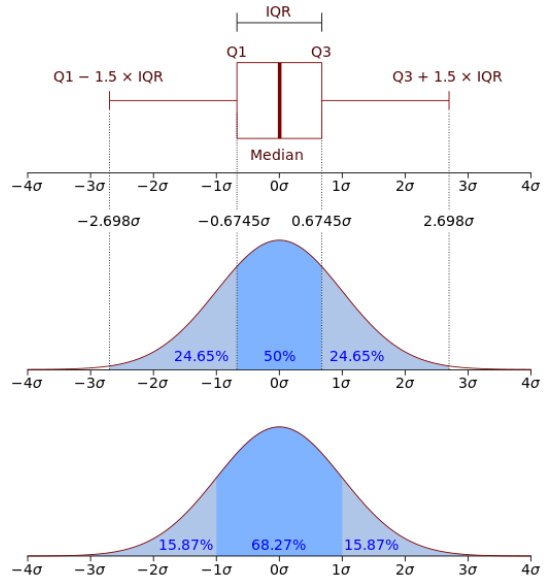 IQR
Q1 Q3
Q1 − 1.5 × IQR Q3 + 1.5 × IQR
Median
−4σ −3σ −2σ −1σ 0σ 1σ 2σ 3σ 4σ
−2.698σ −0.6745σ 0.6745σ 2.698σ
24.65% 50% 24.65%
−4σ −3σ −2σ −1σ 0σ 1σ 2σ 3σ 4σ
15.87% 68.27% 15.87%
−4σ −3σ −2σ −1σ 0σ 1σ 2σ 3σ 4σ